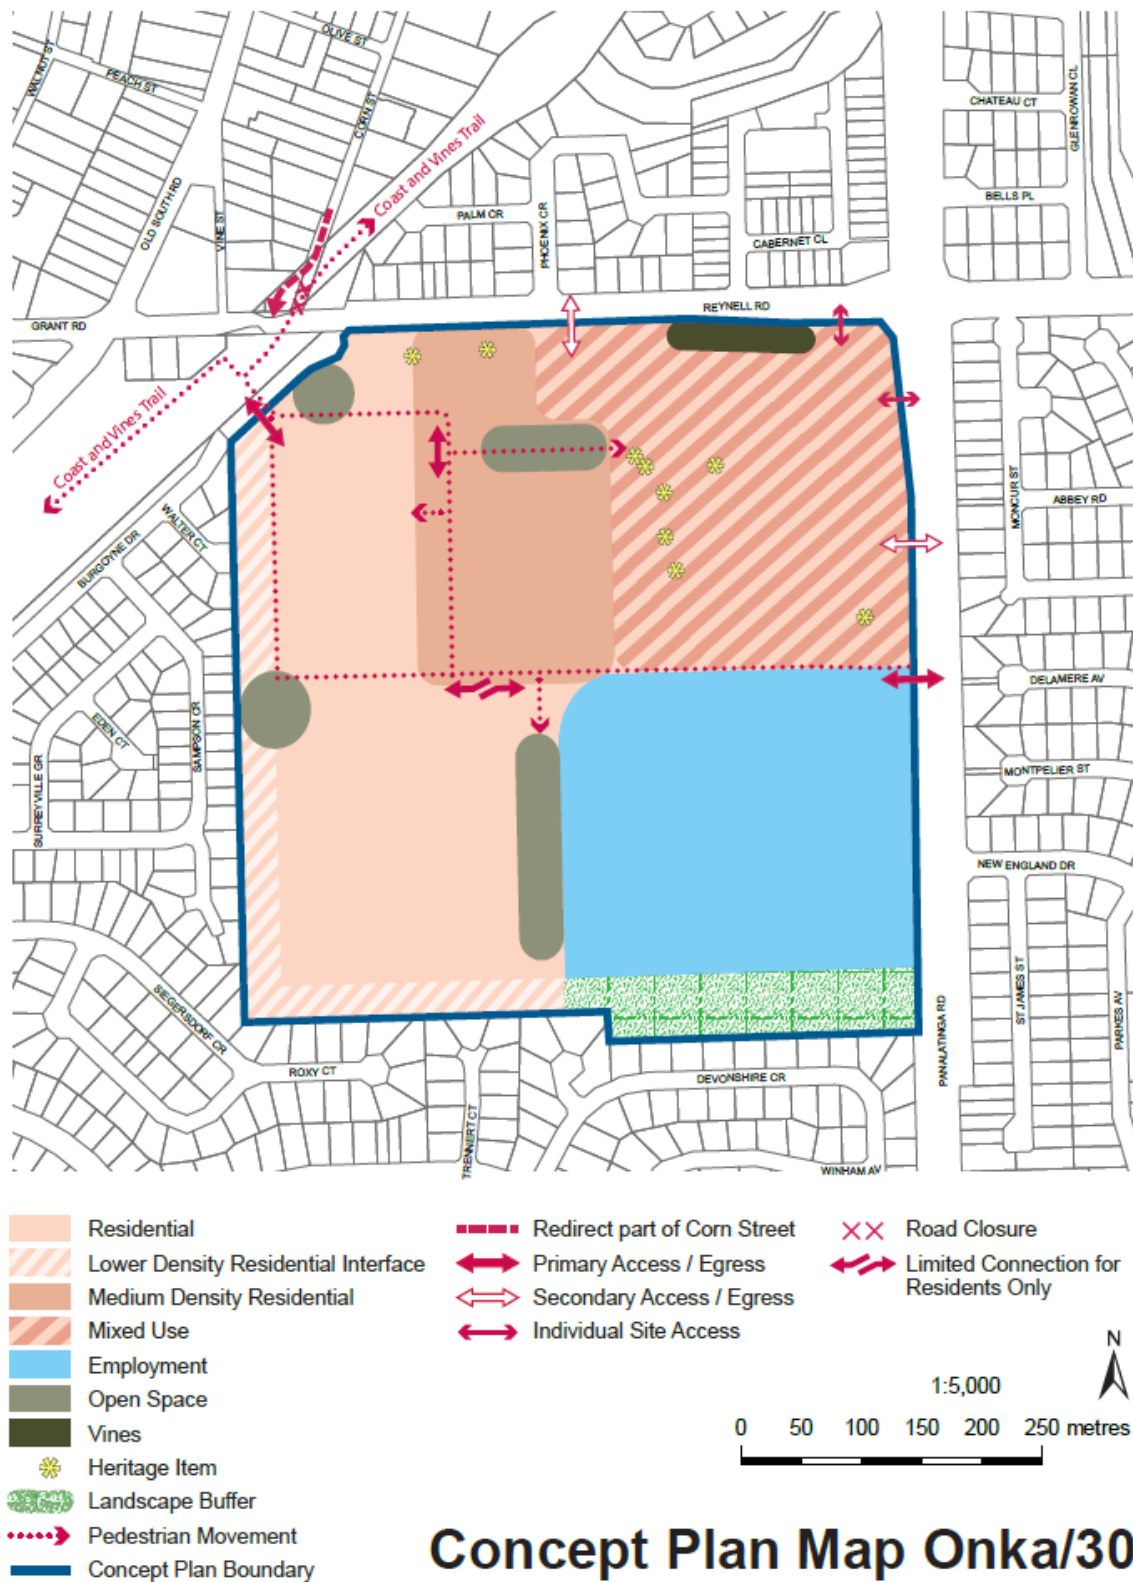 OLIVE ST
WALNUT ST
PEACH ST
CORN ST
Coast and Vines Trail
CHATEAU CT
GLENROWAN CL
OLD SOUTH RD
VINE ST
PALM CR
PHOENIX CR
BELLS PL
CABERNET CL
GRANT RD
REYNELL RD
Coast and Vines Trail
MONCUR ST
ABBEY RD
WALTER CT
BURGOYNE DR
DELAMERE AV
EDEN CT
SAMPSON CR
SURREYVILLE GR
MONTPELIER ST
NEW ENGLAND DR
SIEGERSDORF CR
ST JAMES ST
PARKES AV
PANALATINGA RD
ROXY CT
DEVONSHIRE CR
TRENNERT CT
WINHAM AV
Residential
Lower Density Residential Interface
Medium Density Residential
Mixed Use
Employment
Open Space
Vines
Heritage Item
Landscape Buffer
Pedestrian Movement
Concept Plan Boundary
Redirect part of Corn Street
Primary Access / Egress
Secondary Access / Egress
Individual Site Access
Road Closure
Limited Connection for
Residents Only
N
1:5,000
0 50 100 150 200 250 metres
Concept Plan Map Onka/30